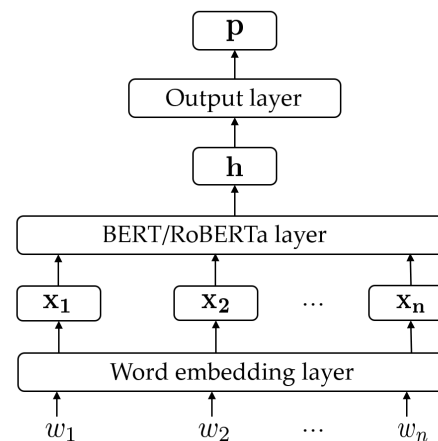 p
Output layer
h
BERT/RoBERTa layer
x₁ x₂ ... xₙ
Word embedding layer
w₁ w₂ ... wₙ